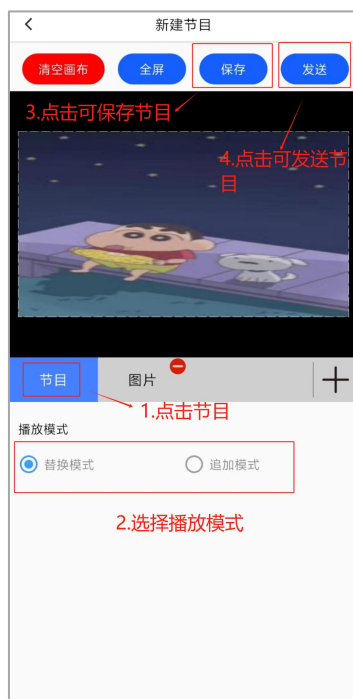 新建节目
清空画布 全屏 保存 发送
3.点击可保存节目
4.点击可发送节
目
节目 图片
1.点击节目
播放模式
替换模式 追加模式
2.选择播放模式